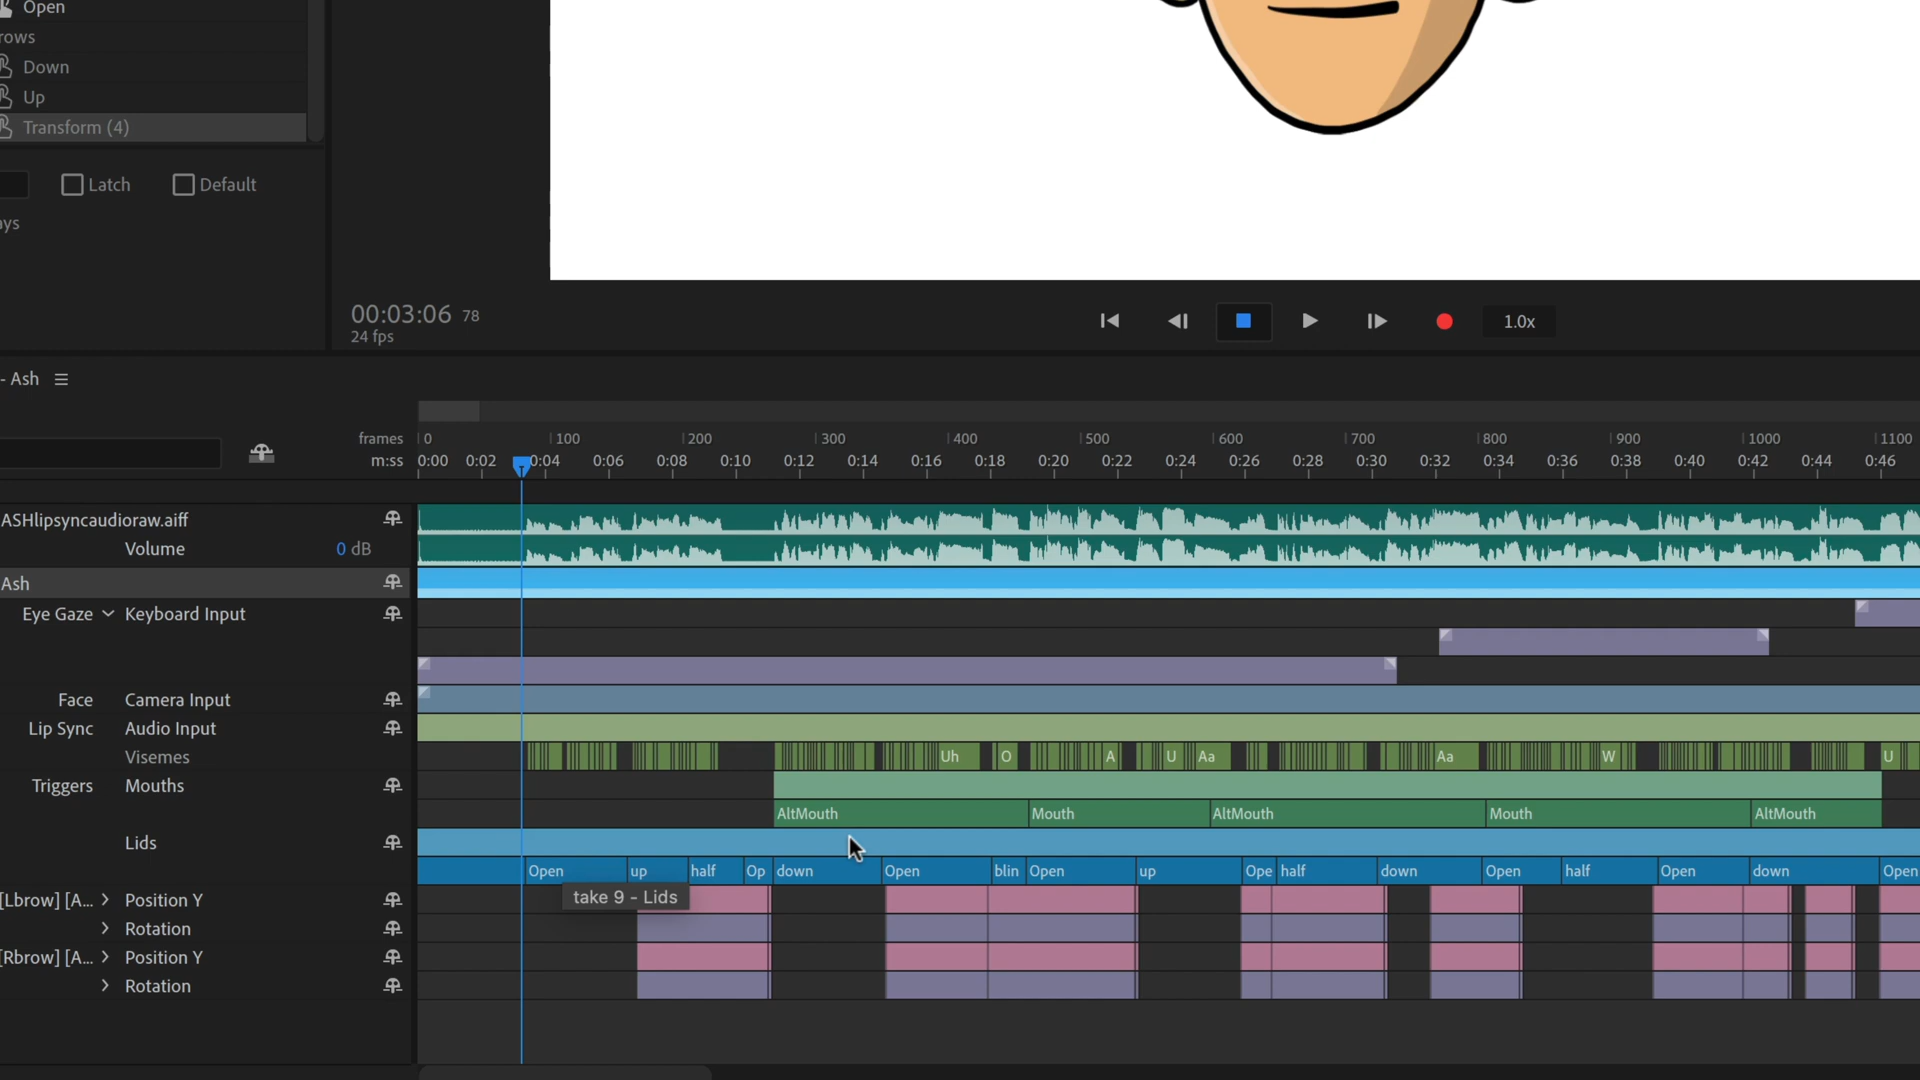 Open
rows
Down
Up
Transform (4)
Latch Default
ays
00:03:06 78
24 fps
1.0x
- Ash
frames 0 100 200 300 400 500 600 700 800 900 1000 1100
m:ss 0:00 0:02 0:04 0:06 0:08 0:10 0:12 0:14 0:16 0:18 0:20 0:22 0:24 0:26 0:28 0:30 0:32 0:34 0:36 0:38 0:40 0:42 0:44 0:46
ASHlipsyncaudioraw.aiff
Volume 0 dB
Ash
Eye Gaze Keyboard Input
Face Camera Input
Lip Sync Audio Input
Visemes Uh O A U Aa Aa W U
Triggers Mouths
AltMouth Mouth AltMouth Mouth AltMouth
Lids
Open up half Op down Open blin Open up Ope half down Open half Open down Open
take 9 - Lids
[Lbrow] [A... Position Y
Rotation
[Rbrow] [A... Position Y
Rotation